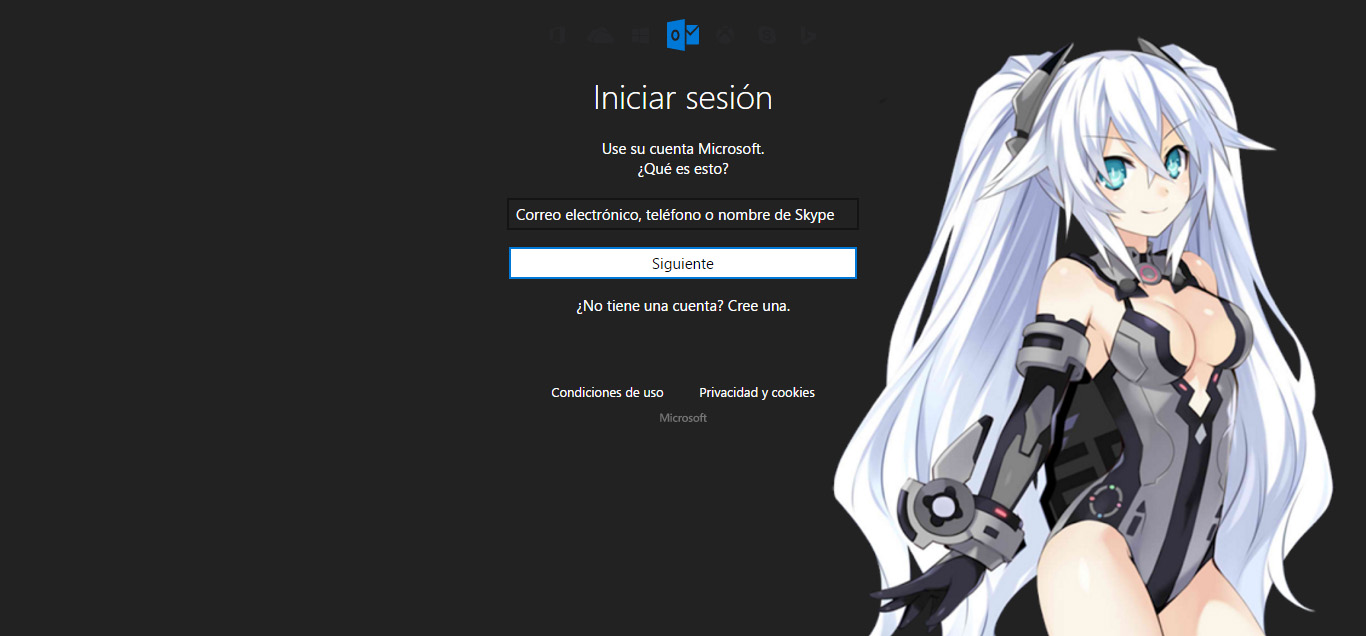 Iniciar sesión
Use su cuenta Microsoft.
¿Qué es esto?
Correo electrónico, teléfono o nombre de Skype
Siguiente
¿No tiene una cuenta? Cree una.
Condiciones de uso Privacidad y cookies
Microsoft